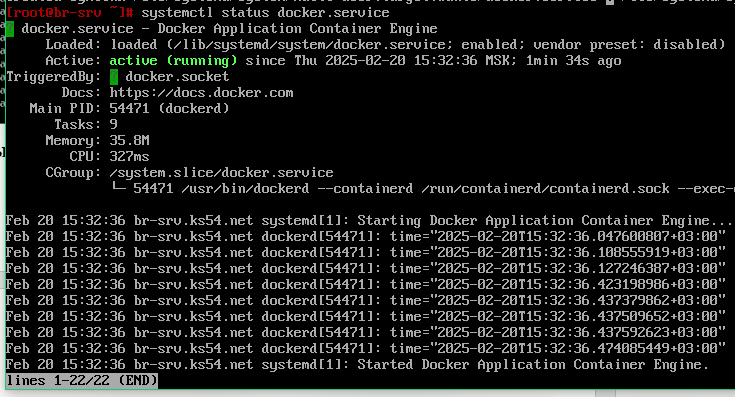 [root@br-srv ~]# systemctl status docker.service
docker.service - Docker Application Container Engine
Loaded: loaded (/lib/systemd/system/docker.service; enabled; vendor preset: disabled)
Active: active (running) since Thu 2025-02-20 15:32:36 MSK; 1min 34s ago
TriggeredBy: docker.socket
Docs: https://docs.docker.com
Main PID: 54471 (dockerd)
Tasks: 9
Memory: 35.8M
CPU: 327ms
CGroup: /system.slice/docker.service
└─ 54471 /usr/bin/dockerd --containerd /run/containerd/containerd.sock --exec-
Feb 20 15:32:36 br-srv.ks54.net systemd[1]: Starting Docker Application Container Engine...
Feb 20 15:32:36 br-srv.ks54.net dockerd[54471]: time="2025-02-20T15:32:36.047600807+03:00"
Feb 20 15:32:36 br-srv.ks54.net dockerd[54471]: time="2025-02-20T15:32:36.108555919+03:00"
Feb 20 15:32:36 br-srv.ks54.net dockerd[54471]: time="2025-02-20T15:32:36.127246387+03:00"
Feb 20 15:32:36 br-srv.ks54.net dockerd[54471]: time="2025-02-20T15:32:36.423198986+03:00"
Feb 20 15:32:36 br-srv.ks54.net dockerd[54471]: time="2025-02-20T15:32:36.437379862+03:00"
Feb 20 15:32:36 br-srv.ks54.net dockerd[54471]: time="2025-02-20T15:32:36.437509652+03:00"
Feb 20 15:32:36 br-srv.ks54.net dockerd[54471]: time="2025-02-20T15:32:36.437592623+03:00"
Feb 20 15:32:36 br-srv.ks54.net dockerd[54471]: time="2025-02-20T15:32:36.474085449+03:00"
Feb 20 15:32:36 br-srv.ks54.net systemd[1]: Started Docker Application Container Engine.
lines 1-22/22 (END)